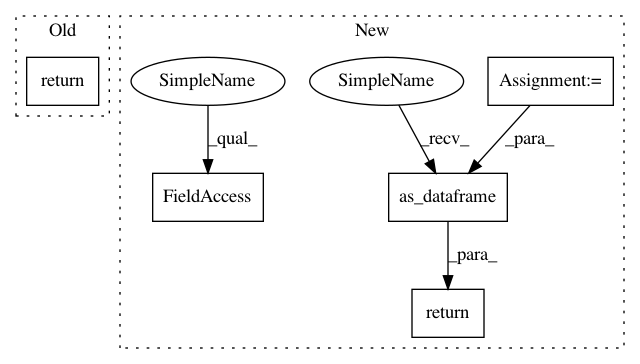 Old
New
return
SimpleName
SimpleName
Assignment:=
_qual_
_recv_
_para_
FieldAccess
as_dataframe
_para_
return